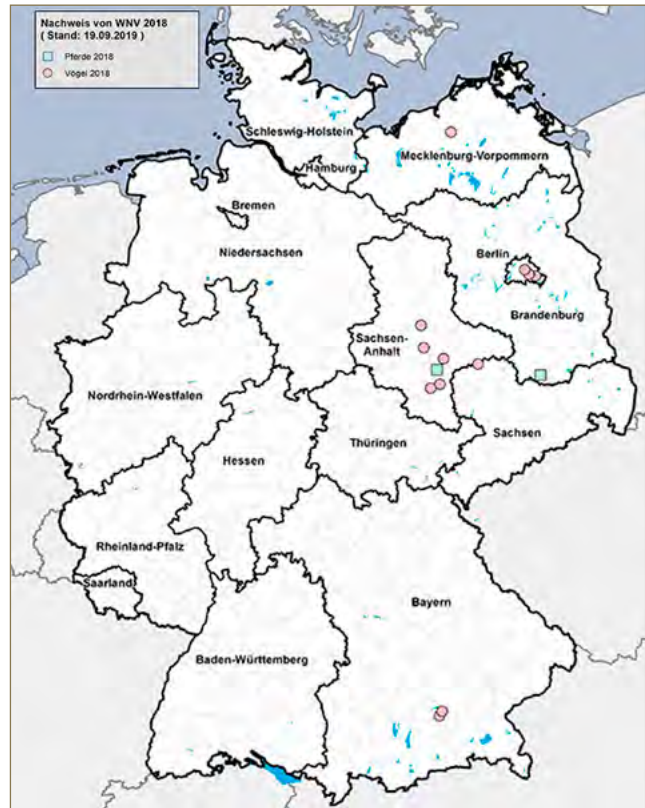 Nachweis von WNV 2018
( Stand: 19.09.2019 )
Pferde 2018
Vögel 2018
Schleswig-Holstein
Mecklenburg-Vorpommern
Hamburg
Bremen
Niedersachsen
Berlin
Brandenburg
Sachsen-
Anhalt
Nordrhein-Westfalen
Sachsen
Thüringen
Hessen
Rheinland-Pfalz
Saarland
Bayern
Baden-Württemberg